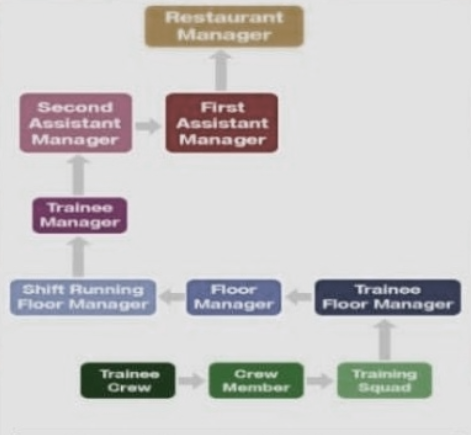 Restaurant
Manager
Second
Assistant
Manager
First
Assistant
Manager
Trainee
Manager
Shift Running
Floor Manager
Floor
Manager
Trainee
Floor Manager
Trainee
Crew
Crew
Member
Training
Squad